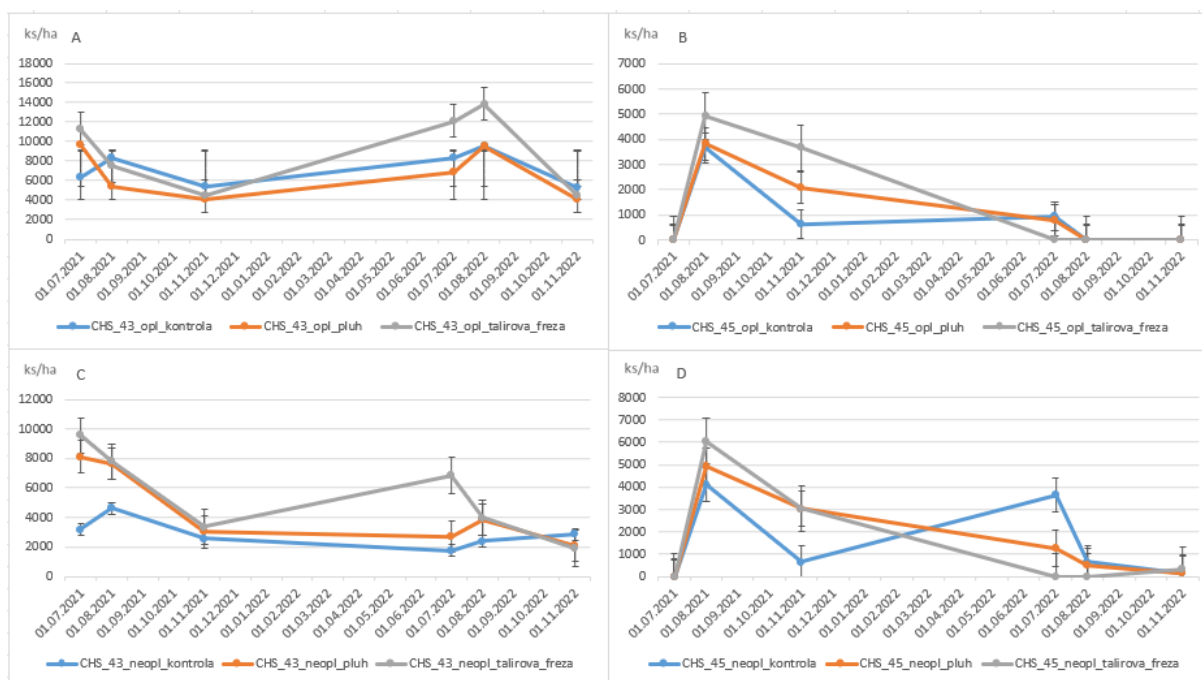 ks/ha A
18000
16000
14000
12000
10000
8000
6000
4000
2000
0
01.07.2021 01.08.2021 01.09.2021 01.10.2021 01.11.2021 01.12.2021 01.01.2022 01.02.2022 01.03.2022 01.04.2022 01.05.2022 01.06.2022 01.07.2022 01.08.2022 01.09.2022 01.10.2022 01.11.2022
CHS_43_opl_kontrola CHS_43_opl_pluh CHS_43_opl_talirova_freza
ks/ha B
7000
6000
5000
4000
3000
2000
1000
0
01.07.2021 01.08.2021 01.09.2021 01.10.2021 01.11.2021 01.12.2021 01.01.2022 01.02.2022 01.03.2022 01.04.2022 01.05.2022 01.06.2022 01.07.2022 01.08.2022 01.09.2022 01.10.2022 01.11.2022
CHS_45_opl_kontrola CHS_45_opl_pluh CHS_45_opl_talirova_freza
ks/ha C
12000
10000
8000
6000
4000
2000
0
01.07.2021 01.08.2021 01.09.2021 01.10.2021 01.11.2021 01.12.2021 01.01.2022 01.02.2022 01.03.2022 01.04.2022 01.05.2022 01.06.2022 01.07.2022 01.08.2022 01.09.2022 01.10.2022 01.11.2022
CHS_43_neopl_kontrola CHS_43_neopl_pluh CHS_43_neopl_talirova_freza
ks/ha D
8000
7000
6000
5000
4000
3000
2000
1000
0
01.07.2021 01.08.2021 01.09.2021 01.10.2021 01.11.2021 01.12.2021 01.01.2022 01.02.2022 01.03.2022 01.04.2022 01.05.2022 01.06.2022 01.07.2022 01.08.2022 01.09.2022 01.10.2022 01.11.2022
CHS_45_neopl_kontrola CHS_45_neopl_pluh CHS_45_neopl_talirova_freza